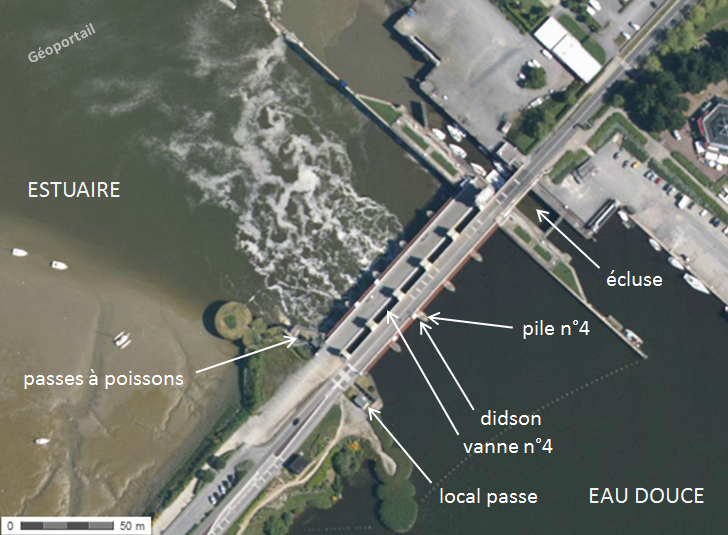 Géoportail
ESTUAIRE
écluse
pile n°4
passes à poissons
didson
vanne n°4
local passe
EAU DOUCE
0 50 m